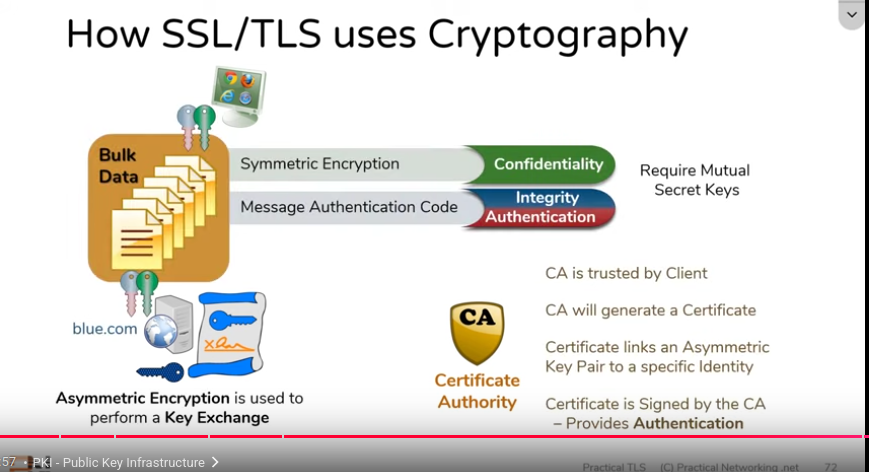 How SSL/TLS uses Cryptography
Bulk
Data
Symmetric Encryption
Confidentiality
Message Authentication Code
Integrity
Authentication
Require Mutual
Secret Keys
blue.com
Asymmetric Encryption is used to
perform a Key Exchange
CA
Certificate
Authority
CA is trusted by Client
CA will generate a Certificate
Certificate links an Asymmetric
Key Pair to a specific Identity
Certificate is Signed by the CA
– Provides Authentication
:57 • PKI - Public Key Infrastructure
Practical TLS (C) Practical Networking .net 72